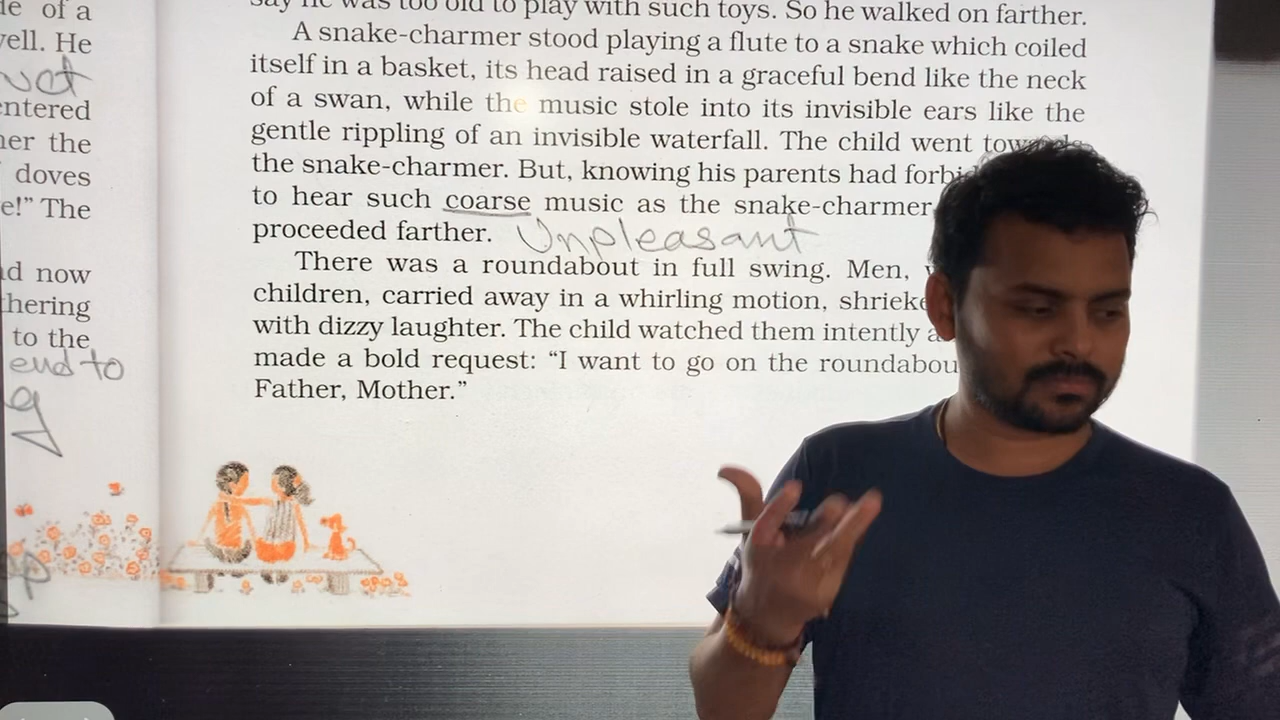 le of a
well. He
not
entered
her the
doves
e!" The
d now
thering
to the
end to
g
say he was too old to play with such toys. So he walked on farther.
A snake-charmer stood playing a flute to a snake which coiled
itself in a basket, its head raised in a graceful bend like the neck
of a swan, while the music stole into its invisible ears like the
gentle rippling of an invisible waterfall. The child went towards
the snake-charmer. But, knowing his parents had forbid
to hear such coarse music as the snake-charmer
proceeded farther. Unpleasant
There was a roundabout in full swing. Men,
children, carried away in a whirling motion, shrieke
with dizzy laughter. The child watched them intently a
made a bold request: "I want to go on the roundabou
Father, Mother."